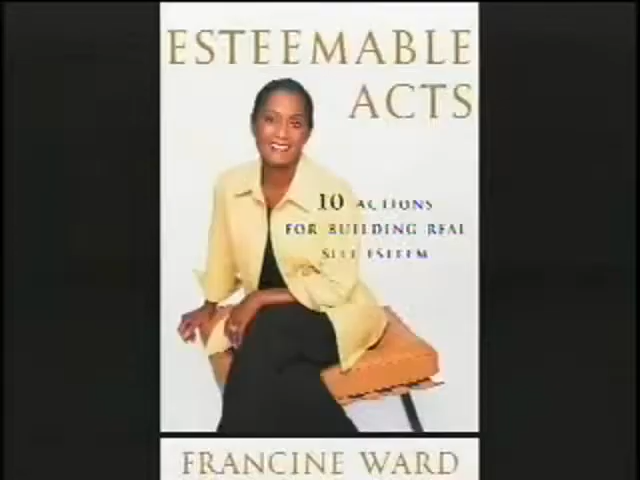 ESTEEMABLE
ACTS
10 ACTIONS
FOR BUILDING REAL
SELF ESTEEM
FRANCINE WARD